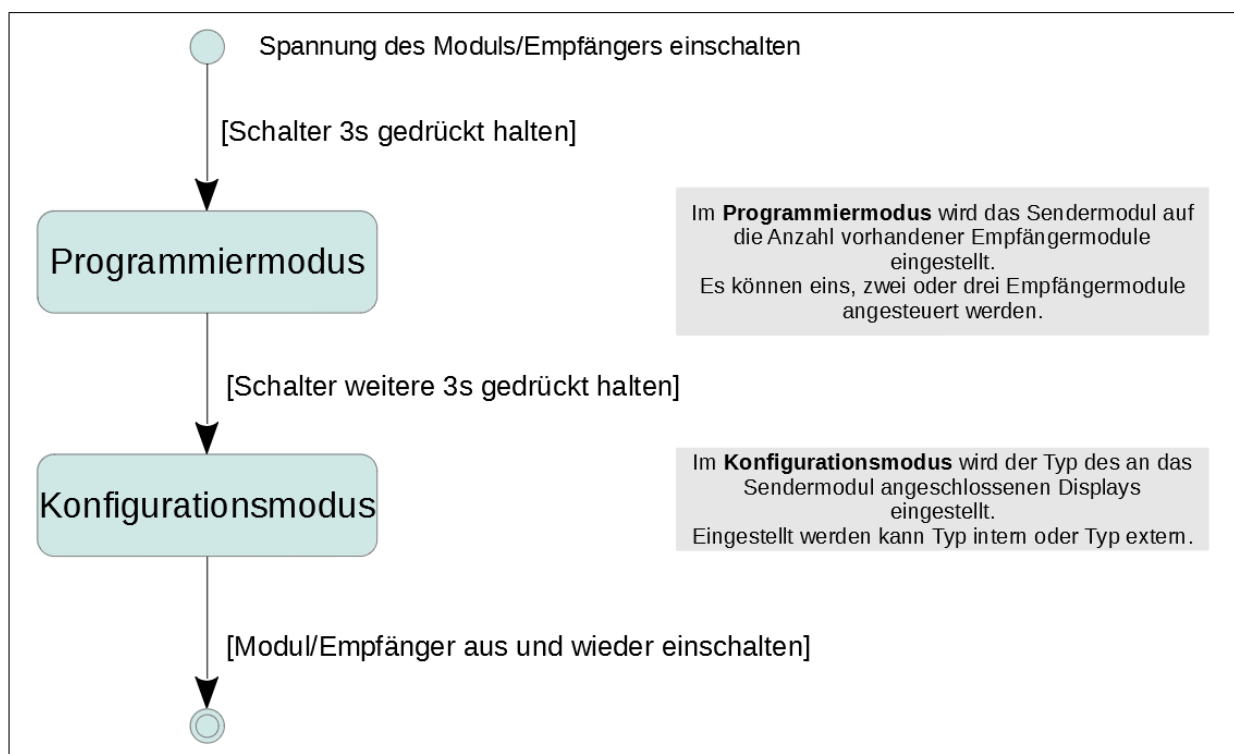 Spannung des Moduls/Empfängers einschalten
[Schalter 3s gedrückt halten]
Programmiermodus
Im Programmiermodus wird das Sendermodul auf
die Anzahl vorhandener Empfängermodule
eingestellt.
Es können eins, zwei oder drei Empfängermodule
angesteuert werden.
[Schalter weitere 3s gedrückt halten]
Konfigurationsmodus
Im Konfigurationsmodus wird der Typ des an das
Sendermodul angeschlossenen Displays
eingestellt.
Eingestellt werden kann Typ intern oder Typ extern.
[Modul/Empfänger aus und wieder einschalten]